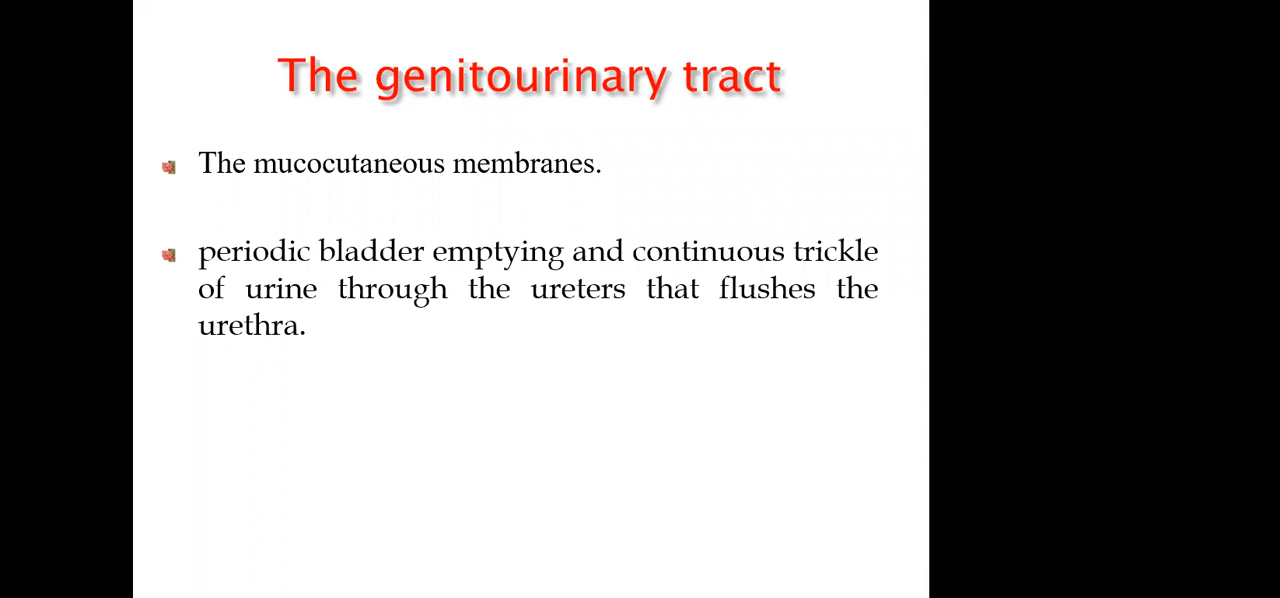 The genitourinary tract
The mucocutaneous membranes.
periodic bladder emptying and continuous trickle
of urine through the ureters that flushes the
urethra.